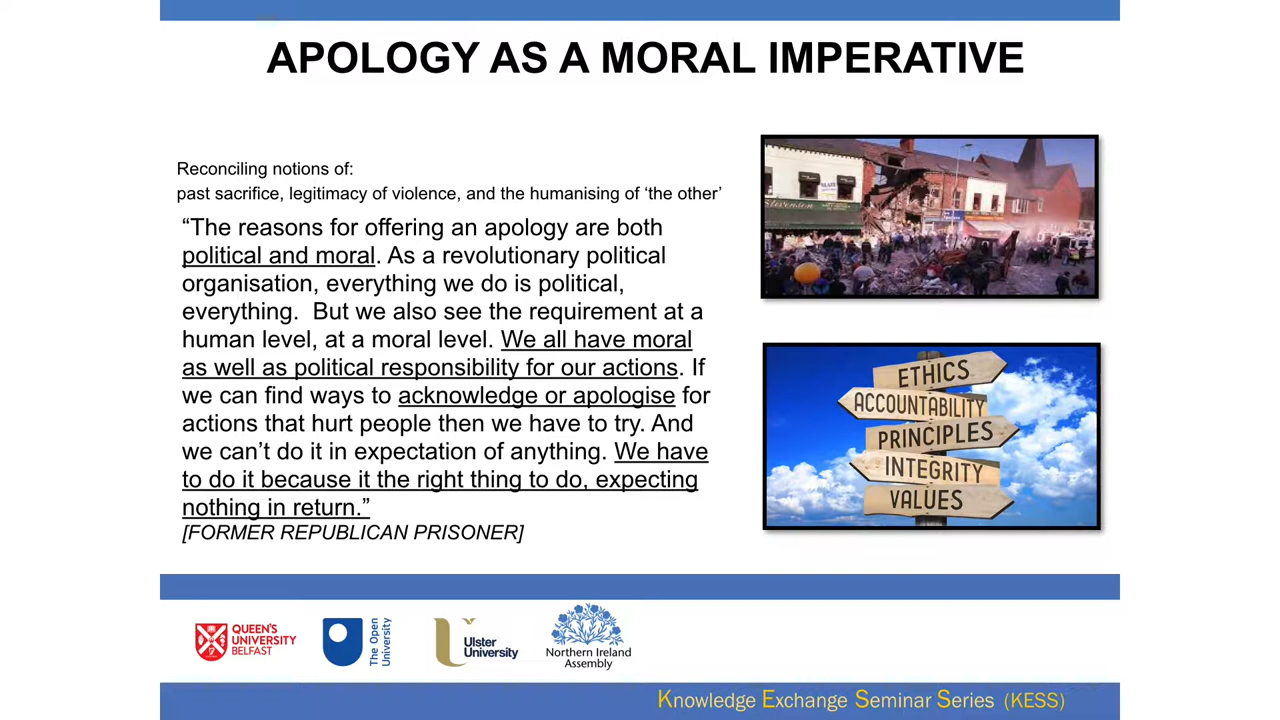 APOLOGY AS A MORAL IMPERATIVE
Reconciling notions of:
past sacrifice, legitimacy of violence, and the humanising of ‘the other’
“The reasons for offering an apology are both
political and moral. As a revolutionary political
organisation, everything we do is political,
everything.  But we also see the requirement at a
human level, at a moral level. We all have moral
as well as political responsibility for our actions. If
we can find ways to acknowledge or apologise for
actions that hurt people then we have to try. And
we can’t do it in expectation of anything. We have
to do it because it the right thing to do, expecting
nothing in return.”
[FORMER REPUBLICAN PRISONER]
ETHICS
ACCOUNTABILITY
PRINCIPLES
INTEGRITY
VALUES
QUEEN'S
UNIVERSITY
BELFAST
The Open
University
Ulster
University
Northern Ireland
Assembly
Knowledge Exchange Seminar Series (KESS)